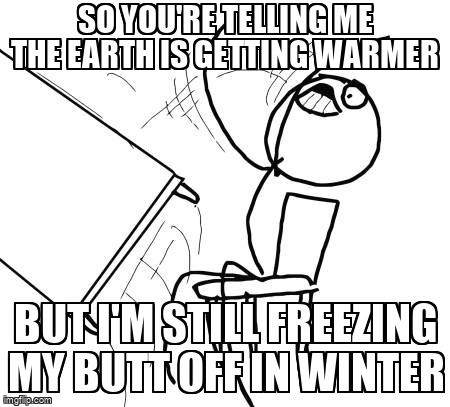 SO YOU'RE TELLING ME
THE EARTH IS GETTING WARMER
BUT I'M STILL FREEZING
MY BUTT OFF IN WINTER
imgflip.com